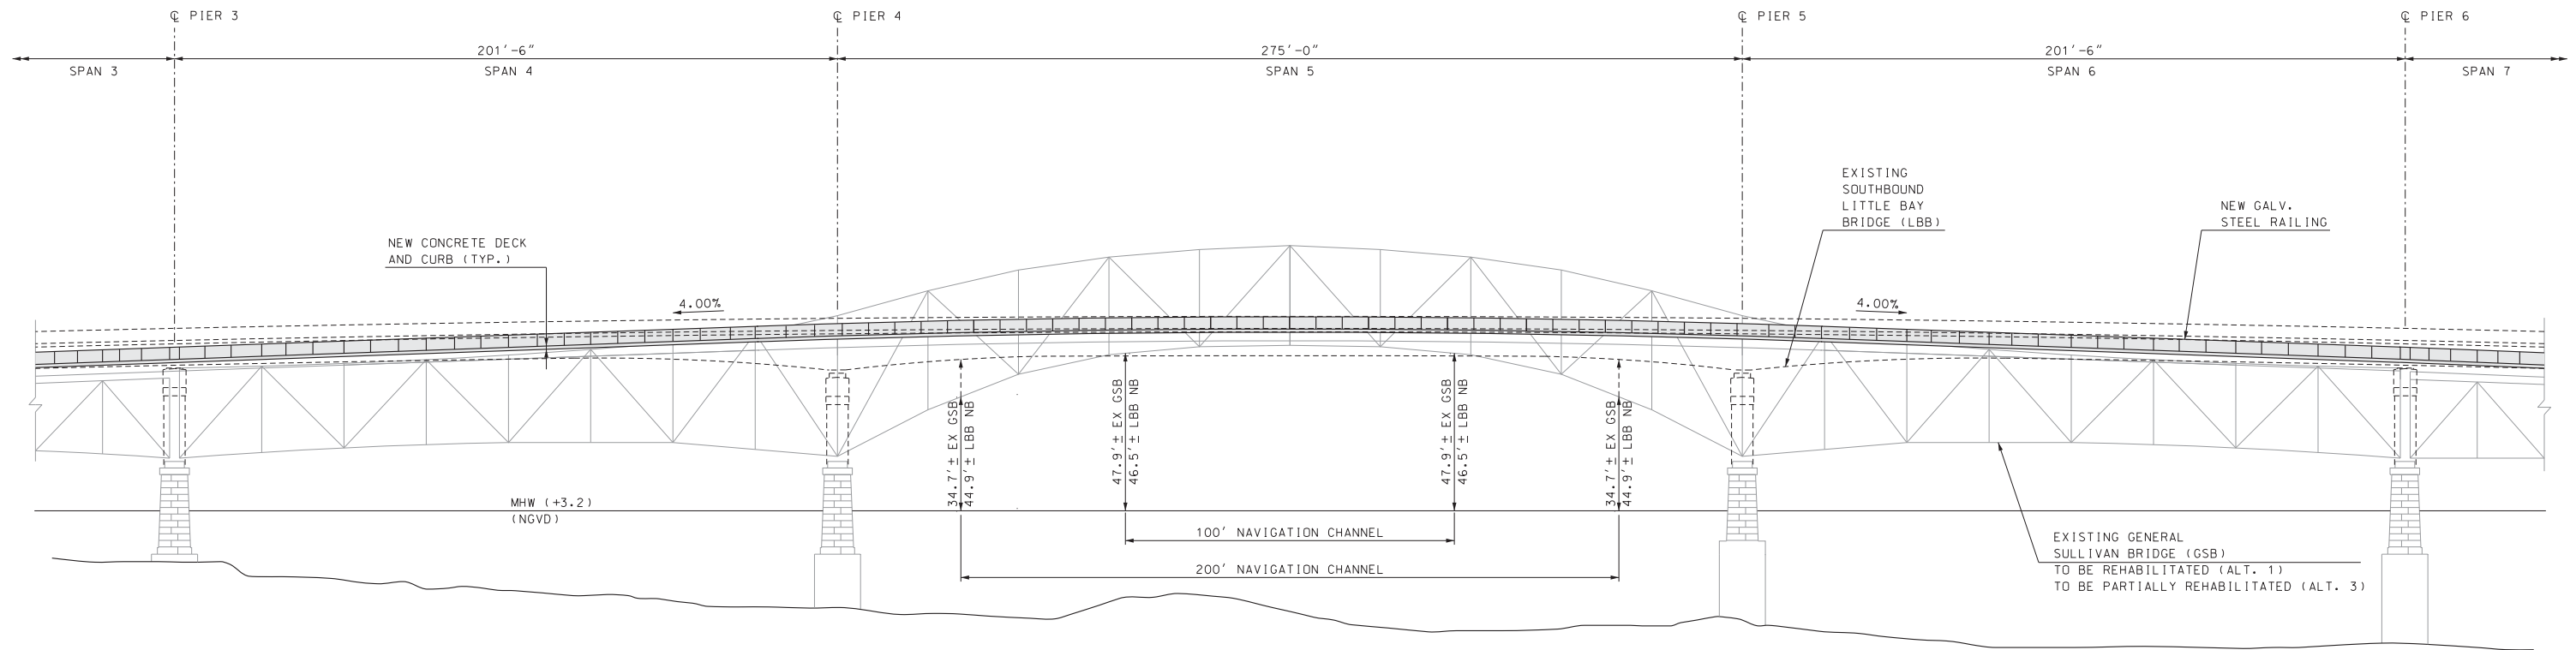 ℄ PIER 3
℄ PIER 4
℄ PIER 5
℄ PIER 6
201'-6"
275'-0"
201'-6"
SPAN 3
SPAN 4
SPAN 5
SPAN 6
SPAN 7
EXISTING
SOUTHBOUND
LITTLE BAY
BRIDGE (LBB)
NEW GALV.
STEEL RAILING
NEW CONCRETE DECK
AND CURB (TYP.)
4.00%
4.00%
34.7'± EX GSB
44.9'± LBB NB
47.9'± EX GSB
46.5'± LBB NB
47.9'± EX GSB
46.5'± LBB NB
34.7'± EX GSB
44.9'± LBB NB
MHW (+3.2)
(NGVD)
100' NAVIGATION CHANNEL
200' NAVIGATION CHANNEL
EXISTING GENERAL
SULLIVAN BRIDGE (GSB)
TO BE REHABILITATED (ALT. 1)
TO BE PARTIALLY REHABILITATED (ALT. 3)